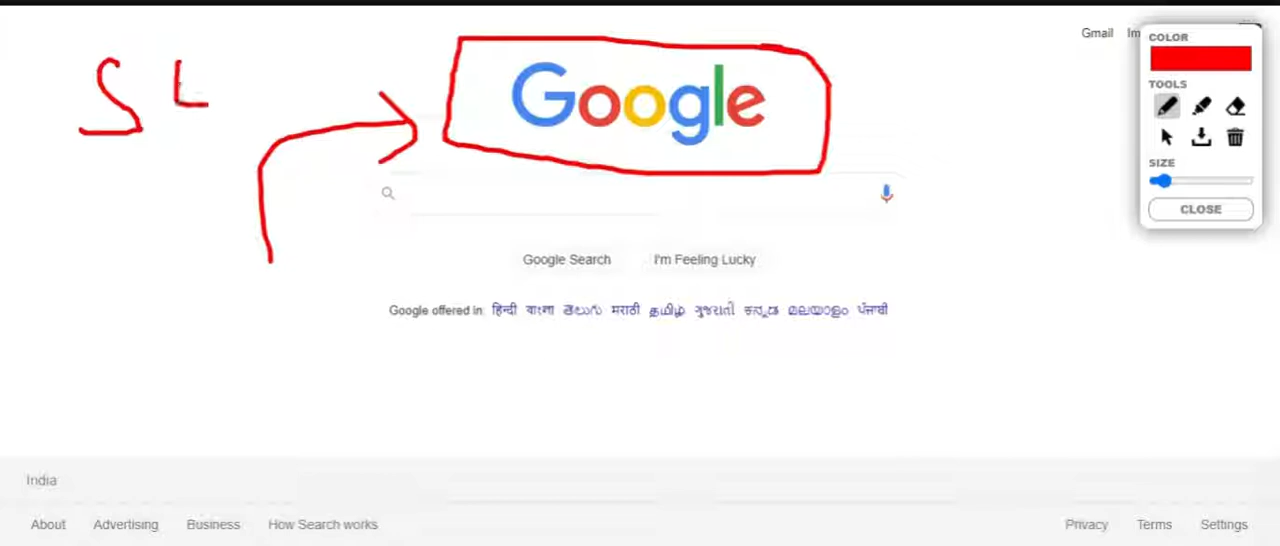 Gmail
COLOR
Google
TOOLS
SIZE
CLOSE
Google Search I'm Feeling Lucky
Google offered in: हिन्दी বাংলা తెలుగు मराठी தமிழ் ગુજરાતી ಕನ್ನಡ മലയാളം ਪੰਜਾਬੀ
India
About Advertising Business How Search works Privacy Terms Settings